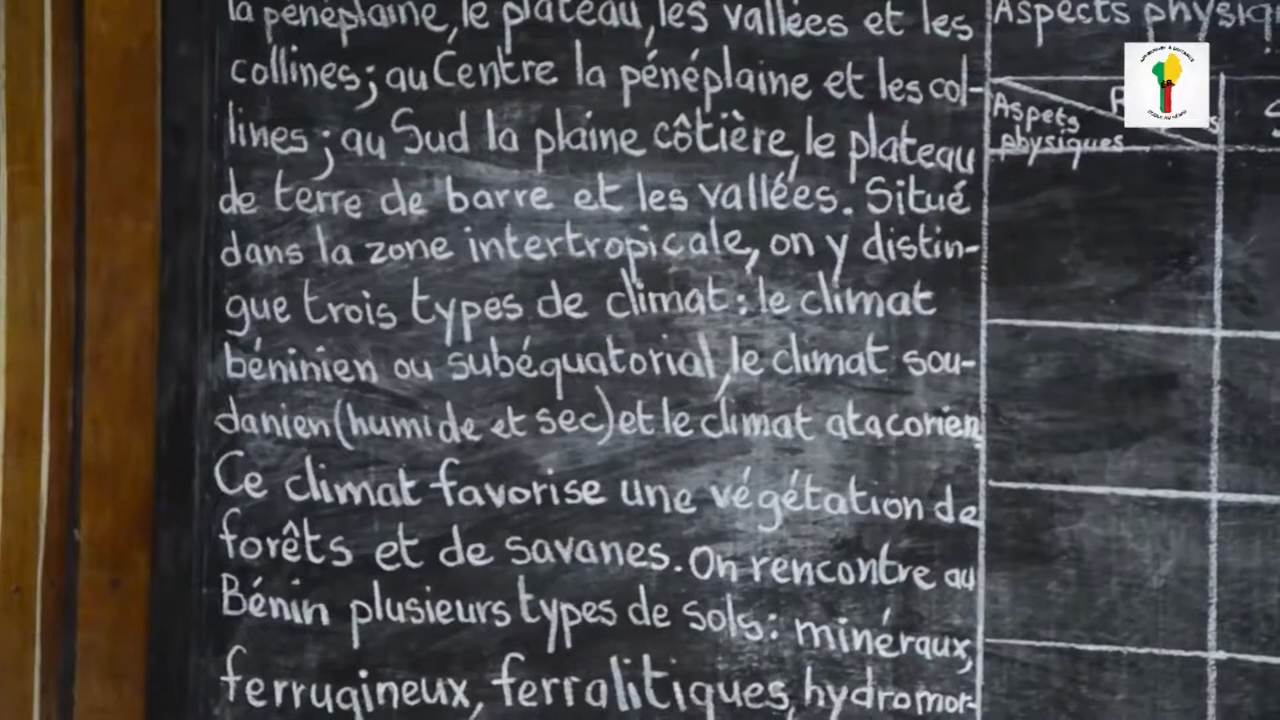 la pénéplaine, le plateau, les vallées et les
collines; au Centre la pénéplaine et les col-
lines; au Sud la plaine côtière, le plateau
de terre de barre et les vallées. Situé
dans la zone intertropicale, on y distin-
gue trois types de climat: le climat
béninien ou subéquatorial, le climat sou-
danien (humide et sec) et le climat atacorien
Ce climat favorise une végétation de
forêts et de savanes. On rencontre au
Bénin plusieurs types de sols: minéraux,
ferrugineux, ferralitiques, hydromor-
Aspects physiq
Aspets
physiques